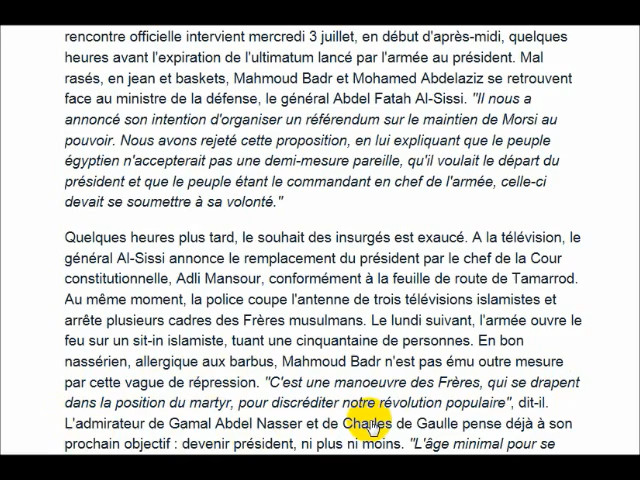 rencontre officielle intervient mercredi 3 juillet, en début d'après-midi, quelques
heures avant l'expiration de l'ultimatum lancé par l'armée au président. Mal
rasés, en jean et baskets, Mahmoud Badr et Mohamed Abdelaziz se retrouvent
face au ministre de la défense, le général Abdel Fatah Al-Sissi. "Il nous a
annoncé son intention d'organiser un référendum sur le maintien de Morsi au
pouvoir. Nous avons rejeté cette proposition, en lui expliquant que le peuple
égyptien n'accepterait pas une demi-mesure pareille, qu'il voulait le départ du
président et que le peuple étant le commandant en chef de l'armée, celle-ci
devait se soumettre à sa volonté."
Quelques heures plus tard, le souhait des insurgés est exaucé. A la télévision, le
général Al-Sissi annonce le remplacement du président par le chef de la Cour
constitutionnelle, Adli Mansour, conformément à la feuille de route de Tamarrod.
Au même moment, la police coupe l'antenne de trois télévisions islamistes et
arrête plusieurs cadres des Frères musulmans. Le lundi suivant, l'armée ouvre le
feu sur un sit-in islamiste, tuant une cinquantaine de personnes. En bon
nassérien, allergique aux barbus, Mahmoud Badr n'est pas ému outre mesure
par cette vague de répression. "C'est une manoeuvre des Frères, qui se drapent
dans la position du martyr, pour discréditer notre révolution populaire", dit-il.
L'admirateur de Gamal Abdel Nasser et de Charles de Gaulle pense déjà à son
prochain objectif : devenir président, ni plus ni moins. "L'âge minimal pour se